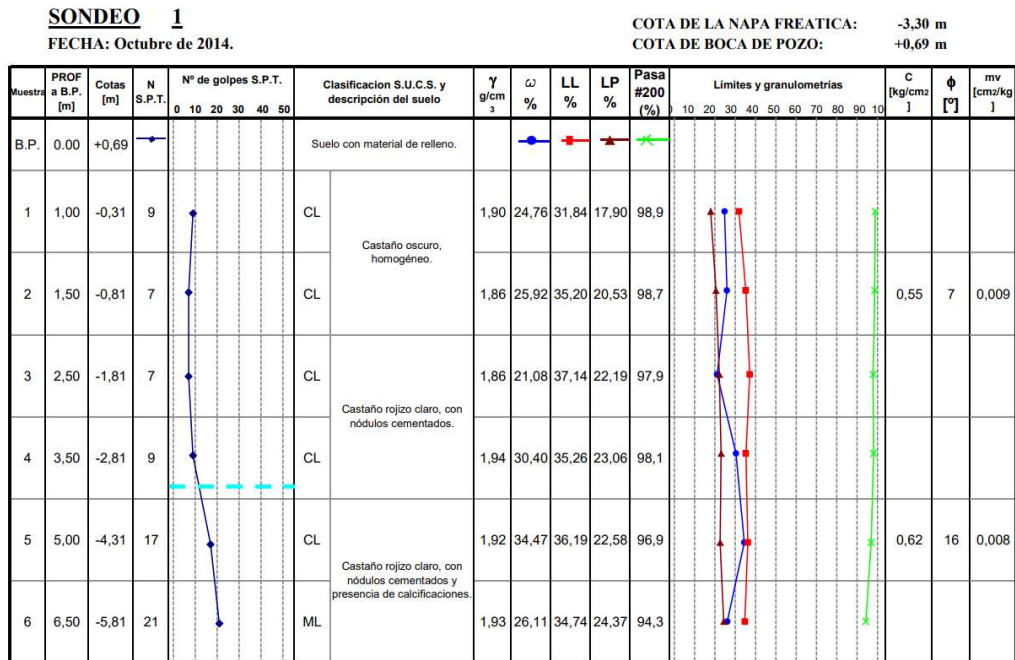 SONDEO 1
FECHA: Octubre de 2014.
COTA DE LA NAPA FREATICA: -3,30 m
COTA DE BOCA DE POZO: +0,69 m
Muestra PROF a B.P. [m] Cotas [m] N S.P.T. Nº de golpes S.P.T. Clasificacion S.U.C.S. y descripción del suelo γ g/cm 3 ω % LL % LP % Pasa #200 (%) Límites y granulometrías C [kg/cm2 ] ϕ [º] mv [cm2/kg ]
0 10 20 30 40 50
0 10 20 30 40 50 60 70 80 90 10
B.P. 0.00 +0,69 Suelo con material de relleno.
1 1,00 -0,31 9 CL 1,90 24,76 31,84 17,90 98,9
Castaño oscuro,
homogéneo.
2 1,50 -0,81 7 CL 1,86 25,92 35,20 20,53 98,7 0,55 7 0,009
3 2,50 -1,81 7 CL 1,86 21,08 37,14 22,19 97,9
Castaño rojizo claro, con
nódulos cementados.
4 3,50 -2,81 9 CL 1,94 30,40 35,26 23,06 98,1
5 5,00 -4,31 17 CL 1,92 34,47 36,19 22,58 96,9 0,62 16 0,008
Castaño rojizo claro, con
nódulos cementados y
presencia de calcificaciones.
6 6,50 -5,81 21 ML 1,93 26,11 34,74 24,37 94,3